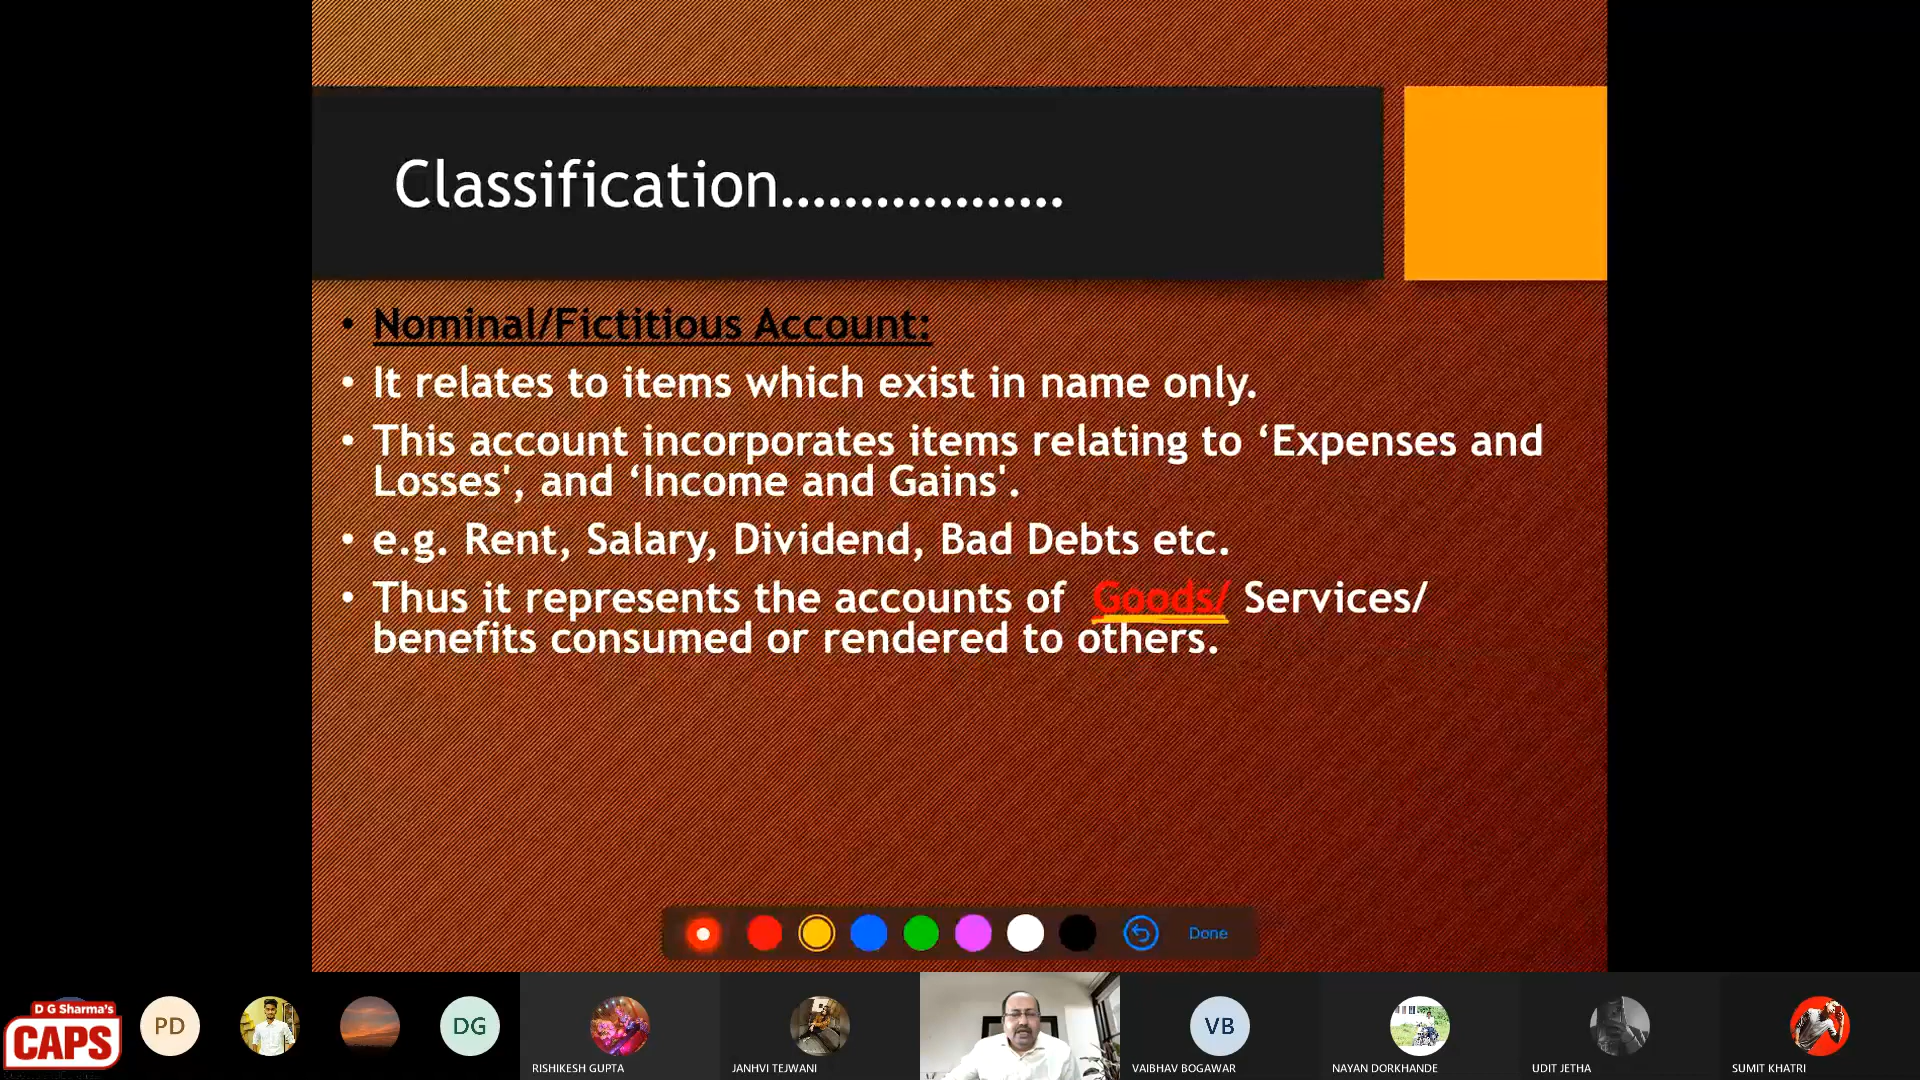 Classification.................
• Nominal/Fictitious Account:
• It relates to items which exist in name only.
• This account incorporates items relating to ‘Expenses and
Losses', and ‘Income and Gains'.
• e.g. Rent, Salary, Dividend, Bad Debts etc.
• Thus it represents the accounts of Goods/ Services/
benefits consumed or rendered to others.
Done
D G Sharma's
CAPS
PD
DG
VB
RISHIKESH GUPTA
JANHVI TEJWANI
VAIBHAV BOGAWAR
NAYAN DORKHANDE
UDIT JETHA
SUMIT KHATRI